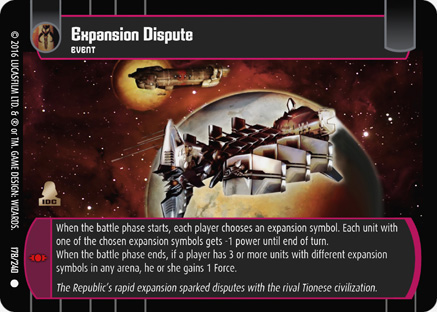 Expansion Dispute
EVENT
© 2016 LUCASFILM LTD. & ® or TM. GAME DESIGN: WIZARDS.
IDC
When the battle phase starts, each player chooses an expansion symbol. Each unit with
one of the chosen expansion symbols gets -1 power until end of turn.
When the battle phase ends, if a player has 3 or more units with different expansion
symbols in any arena, he or she gains 1 Force.
The Republic's rapid expansion sparked disputes with the rival Tionese civilization.
178/240